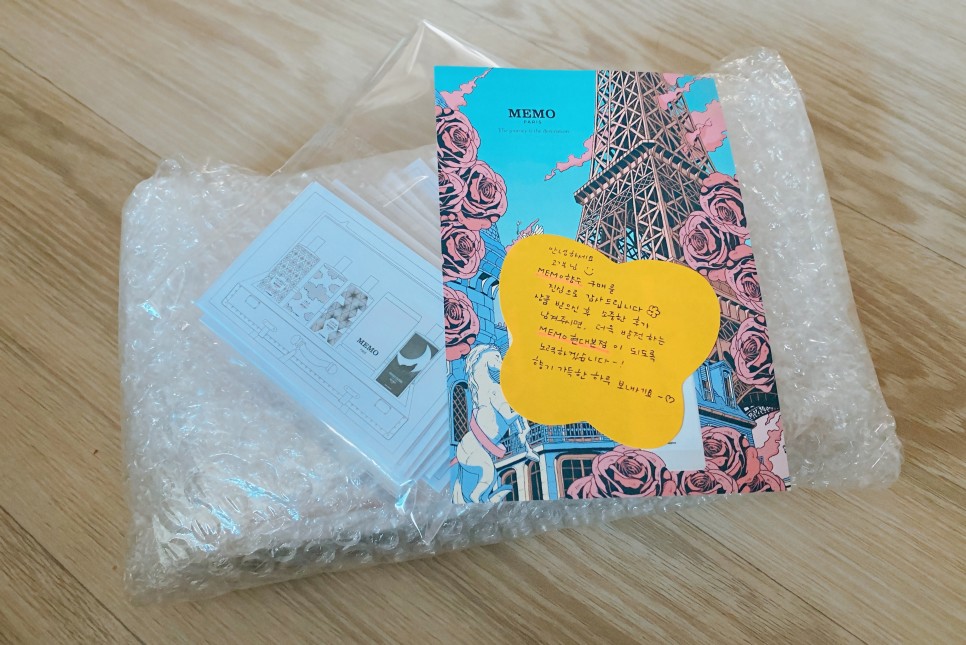 MEMO
PARIS
The journey is the destination
안녕하세요
고객님
MEMO향수 구매를
진심으로 감사드립니다
상품 받으신 후 소중한 후기
남겨주시면, 더욱 발전하는
MEMO 현대본점 이 되도록
노력하겠습니다~!
향기 가득한 하루 보내세요~♡
MEMO